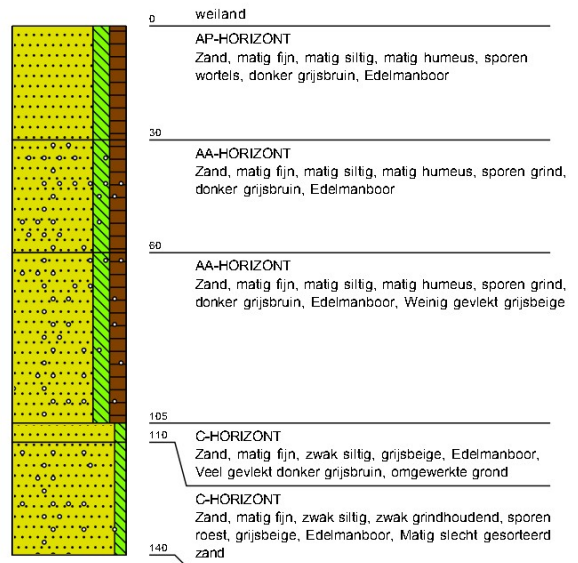 0 weiland
AP-HORIZONT
Zand, matig fijn, matig siltig, matig humeus, sporen
wortels, donker grijsbruin, Edelmanboor
30
AA-HORIZONT
Zand, matig fijn, matig siltig, matig humeus, sporen grind,
donker grijsbruin, Edelmanboor
60
AA-HORIZONT
Zand, matig fijn, matig siltig, matig humeus, sporen grind,
donker grijsbruin, Edelmanboor, Weinig gevlekt grijsbeige
105
110
C-HORIZONT
Zand, matig fijn, zwak siltig, grijsbeige, Edelmanboor,
Veel gevlekt donker grijsbruin, omgewerkte grond
C-HORIZONT
Zand, matig fijn, zwak siltig, zwak grindhoudend, sporen
roest, grijsbeige, Edelmanboor, Matig slecht gesorteerd
zand
140